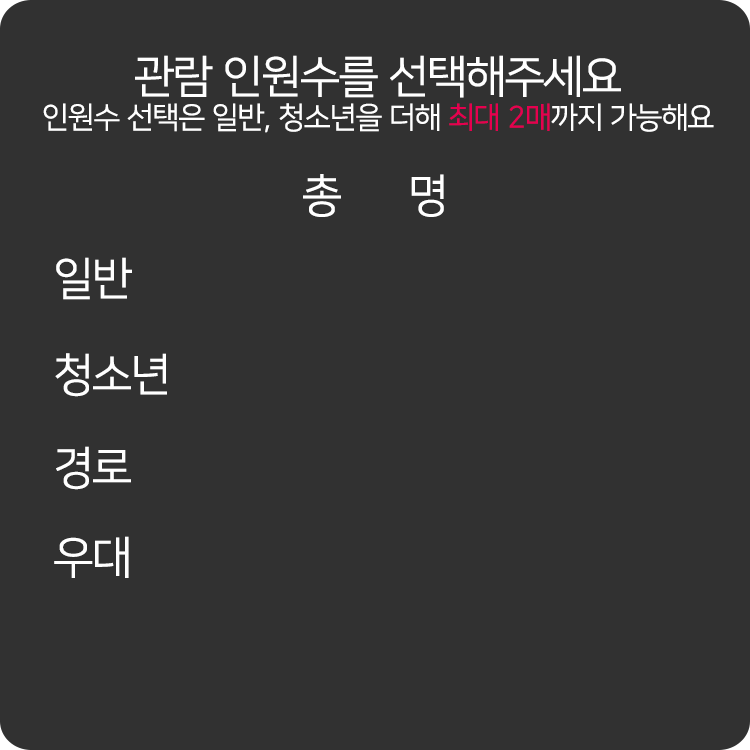 관람 인원수를 선택해주세요
인원수 선택은 일반, 청소년을 더해 최대 2매까지 가능해요
총 명
일반
청소년
경로
우대